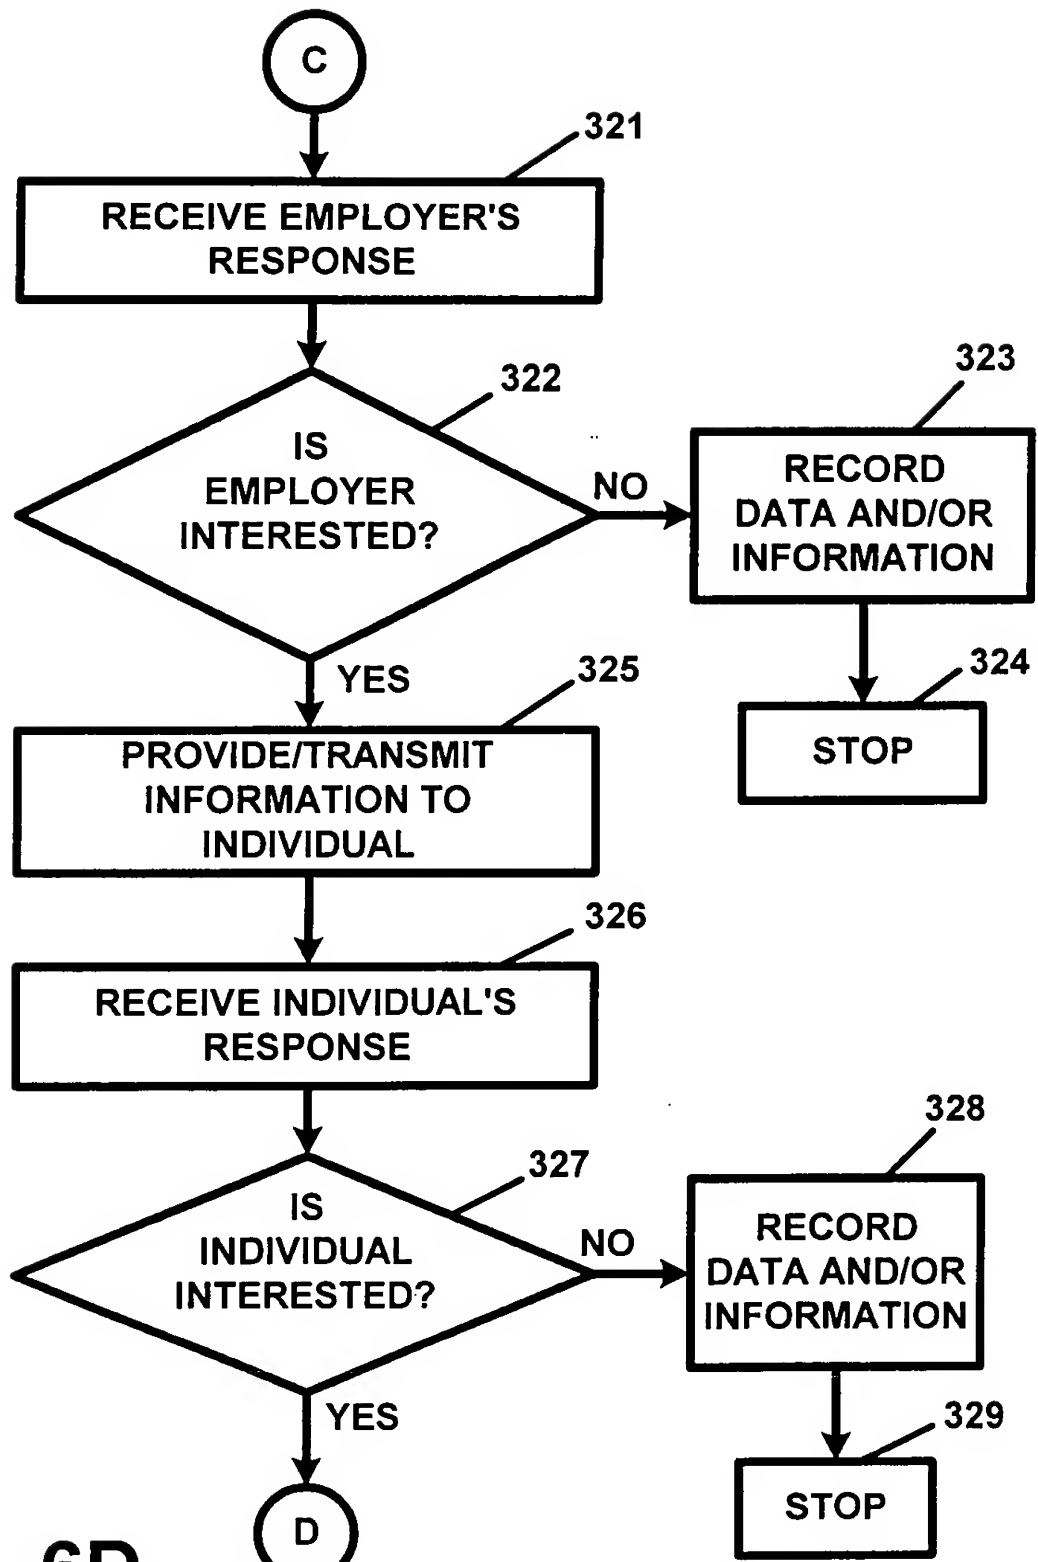 C
321
RECEIVE EMPLOYER'S
RESPONSE
322
IS
EMPLOYER
INTERESTED?
NO
323
RECORD
DATA AND/OR
INFORMATION
324
STOP
YES
325
PROVIDE/TRANSMIT
INFORMATION TO
INDIVIDUAL
326
RECEIVE INDIVIDUAL'S
RESPONSE
327
IS
INDIVIDUAL
INTERESTED?
NO
328
RECORD
DATA AND/OR
INFORMATION
329
STOP
YES
D
6D